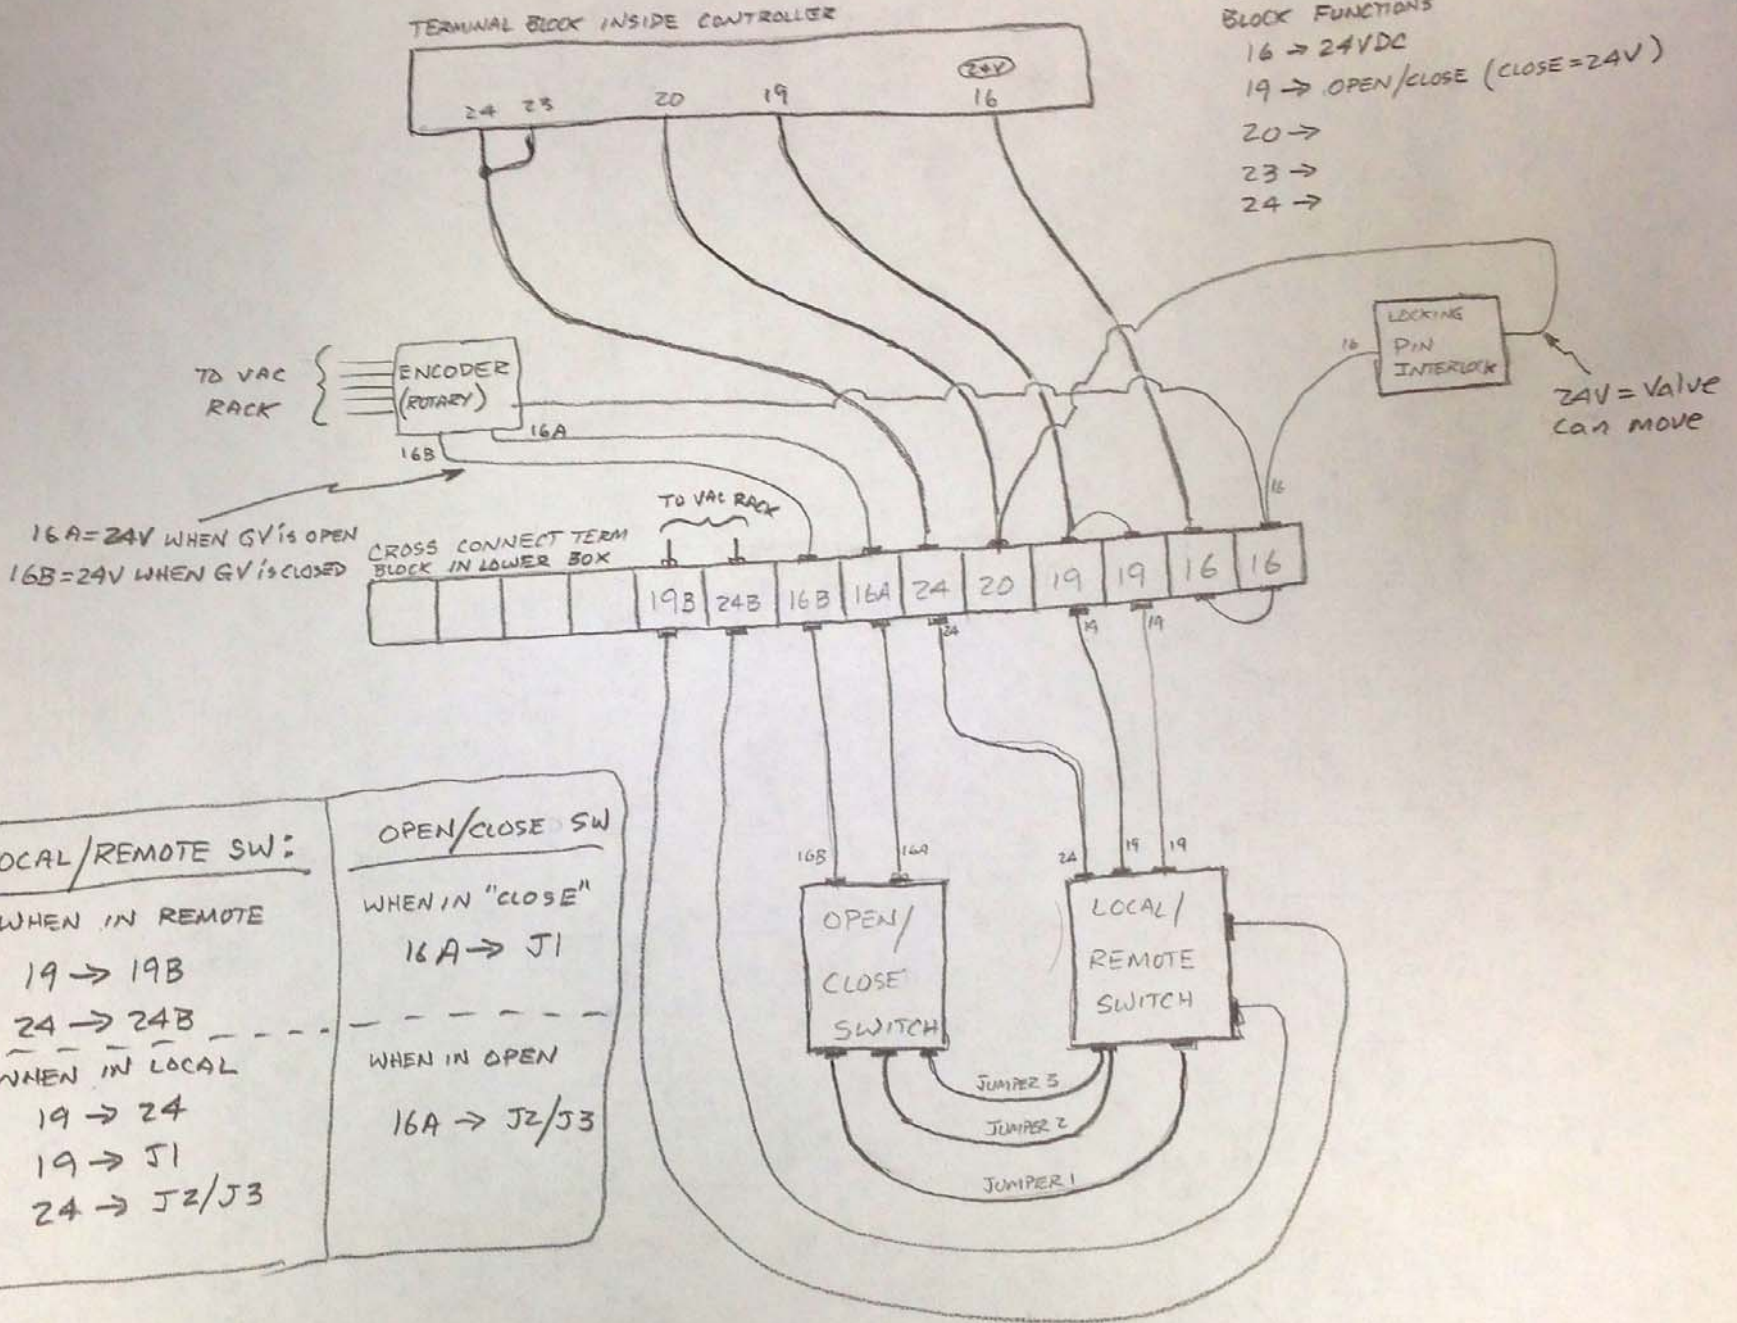 TERMINAL BLOCK INSIDE CONTROLLER
24 23 20 19 24V 16
BLOCK FUNCTIONS
16 → 24VDC
19 → OPEN/CLOSE (CLOSE=24V)
20 →
23 →
24 →
LOCKING
PIN
INTERLOCK
16
24V = Valve
can move
16
TO VAC
RACK
ENCODER
(ROTARY)
16A
16B
16A=24V WHEN GV is OPEN
16B=24V WHEN GV is CLOSED
TO VAC RACK
CROSS CONNECT TERM
BLOCK IN LOWER BOX
19B 24B 16B 16A 24 20 19 19 16 16
24 19 19
OCAL/REMOTE SW:
WHEN IN REMOTE
19 → 19B
24 → 24B
WHEN IN LOCAL
19 → 24
19 → J1
24 → J2/J3
OPEN/CLOSE SW
WHEN IN "CLOSE"
16A → J1
WHEN IN OPEN
16A → J2/J3
16B 16A
OPEN/
CLOSE
SWITCH
24 19 19
LOCAL/
REMOTE
SWITCH
JUMPER 3
JUMPER 2
JUMPER 1